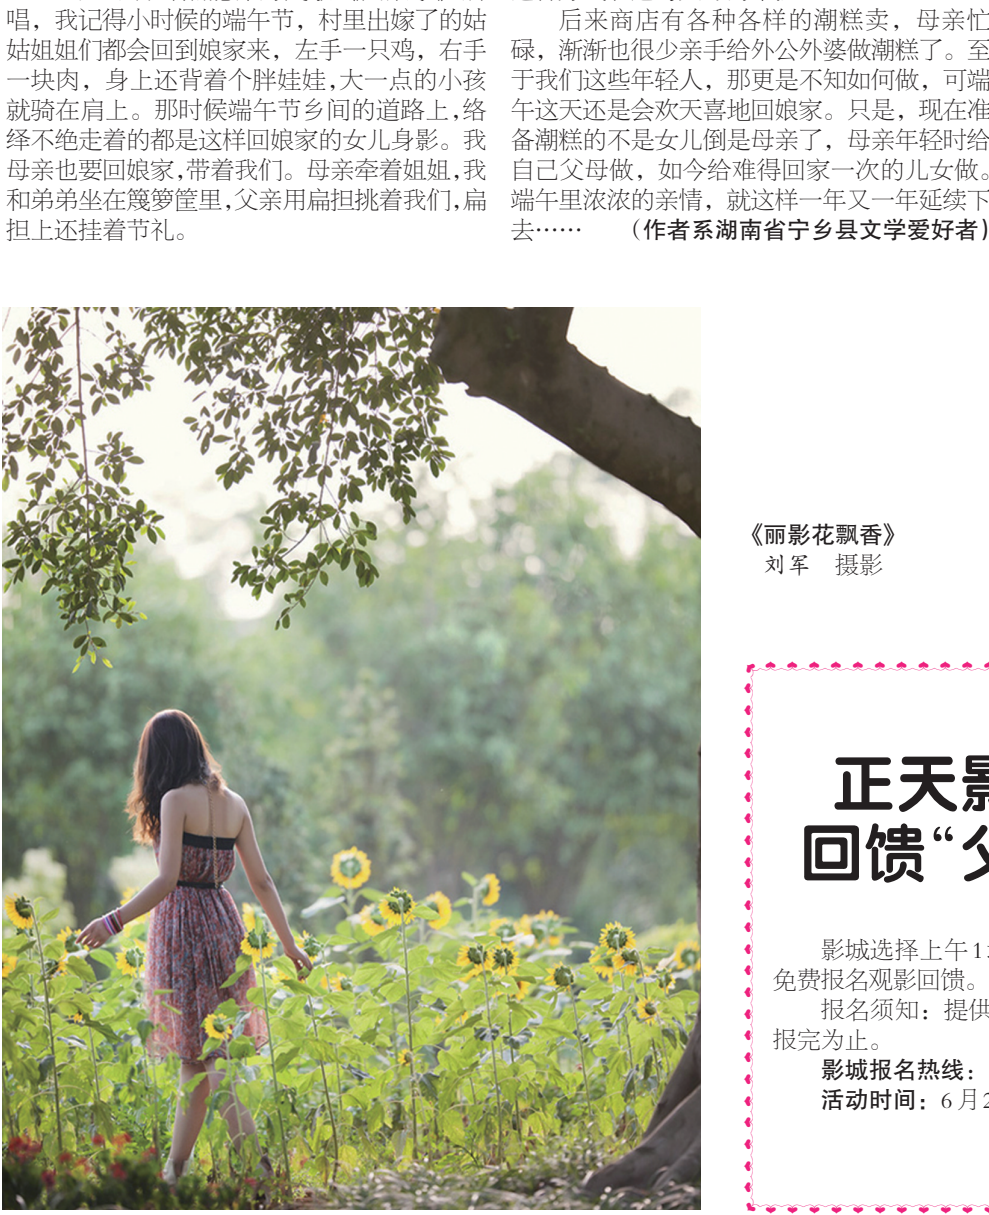 唱，我记得小时候的端午节，村里出嫁了的姑
姑姐姐们都会回到娘家来，左手一只鸡，右手
一块肉，身上还背着个胖娃娃，大一点的小孩
就骑在肩上。那时候端午节乡间的道路上，络
绎不绝走着的都是这样回娘家的女儿身影。我
母亲也要回娘家，带着我们。母亲牵着姐姐，我
和弟弟坐在篾箩筐里，父亲用扁担挑着我们，扁
担上还挂着节礼。
后来商店有各种各样的潮糕卖，母亲忙
碌，渐渐也很少亲手给外公外婆做潮糕了。至
于我们这些年轻人，那更是不知如何做，可端
午这天还是会欢天喜地回娘家。只是，现在准
备潮糕的不是女儿倒是母亲了，母亲年轻时给
自己父母做，如今给难得回家一次的儿女做。
端午里浓浓的亲情，就这样一年又一年延续下
去……　（作者系湖南省宁乡县文学爱好者）
《丽影花飘香》
刘军　摄影
正天影
回馈“父
影城选择上午1
免费报名观影回馈。
报名须知：提供
报完为止。
影城报名热线：
活动时间：6月2